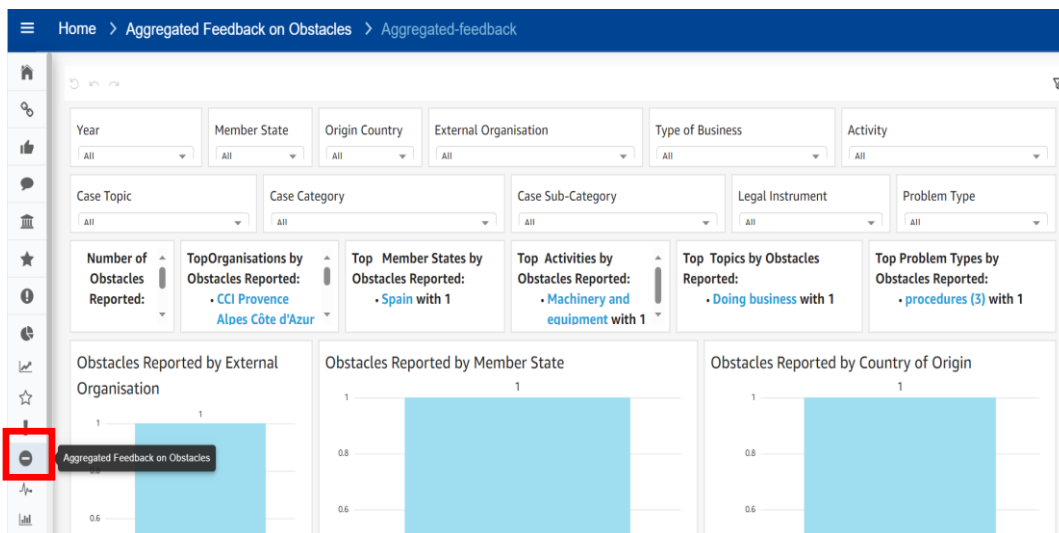 Home > Aggregated Feedback on Obstacles > Aggregated-feedback
Year
All
Member State
All
Origin Country
All
External Organisation
All
Type of Business
All
Activity
All
Case Topic
All
Case Category
All
Case Sub-Category
All
Legal Instrument
All
Problem Type
All
Number of
Obstacles
Reported:
TopOrganisations by
Obstacles Reported:
• CCI Provence
Alpes Côte d'Azur
Top Member States by
Obstacles Reported:
• Spain with 1
Top Activities by
Obstacles Reported:
• Machinery and
equipment with 1
Top Topics by Obstacles
Reported:
• Doing business with 1
Top Problem Types by
Obstacles Reported:
• procedures (3) with 1
Obstacles Reported by External
Organisation
1
1
0.6
Obstacles Reported by Member State
1
1
0.8
0.6
Obstacles Reported by Country of Origin
1
1
0.8
0.6
Aggregated Feedback on Obstacles